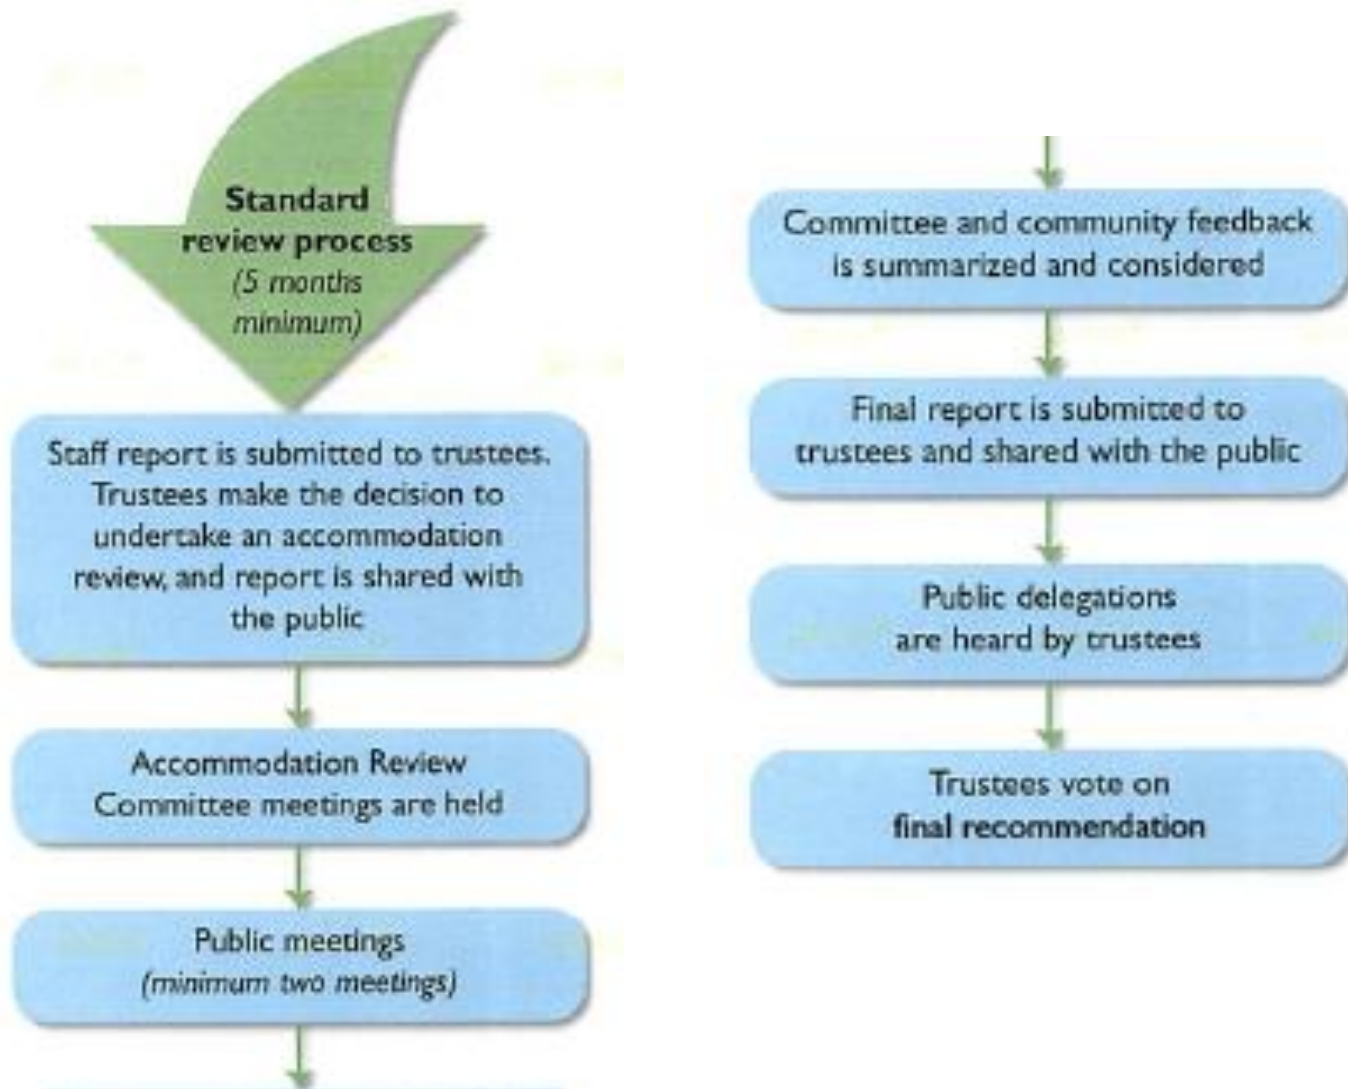 Standard
review process
(5 months
minimum)
Staff report is submitted to trustees.
Trustees make the decision to
undertake an accommodation
review, and report is shared with
the public
Accommodation Review
Committee meetings are held
Public meetings
(minimum two meetings)
Committee and community feedback
is summarized and considered
Final report is submitted to
trustees and shared with the public
Public delegations
are heard by trustees
Trustees vote on
final recommendation